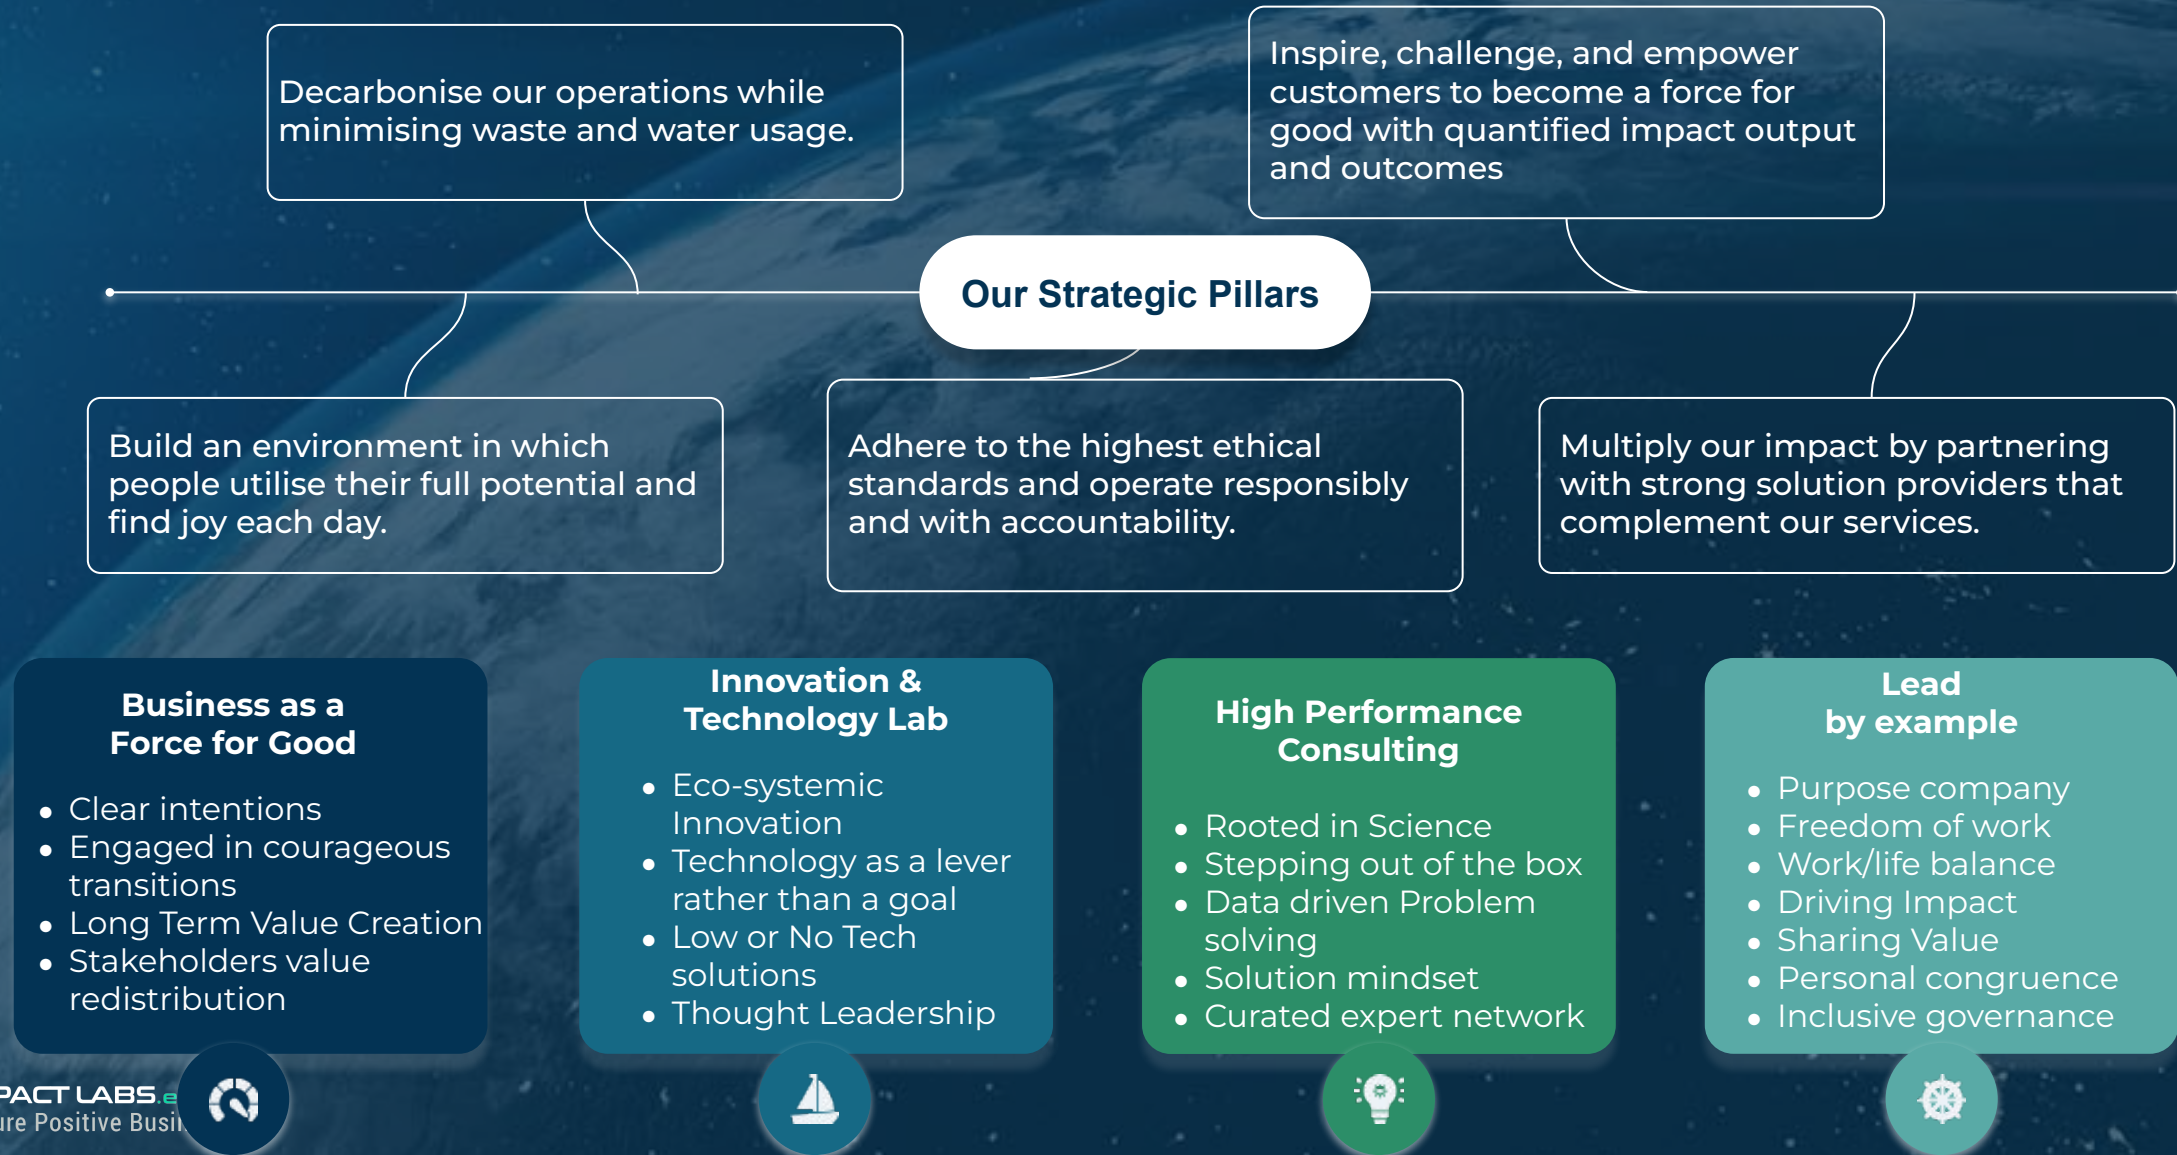 Decarbonise our operations while
minimising waste and water usage.
Inspire, challenge, and empower
customers to become a force for
good with quantified impact output
and outcomes
Our Strategic Pillars
Build an environment in which
people utilise their full potential and
find joy each day.
Adhere to the highest ethical
standards and operate responsibly
and with accountability.
Multiply our impact by partnering
with strong solution providers that
complement our services.
Business as a
Force for Good
● Clear intentions
● Engaged in courageous
transitions
● Long Term Value Creation
● Stakeholders value
redistribution
Innovation &
Technology Lab
● Eco-systemic
Innovation
● Technology as a lever
rather than a goal
● Low or No Tech
solutions
● Thought Leadership
High Performance
Consulting
● Rooted in Science
● Stepping out of the box
● Data driven Problem
solving
● Solution mindset
● Curated expert network
Lead
by example
● Purpose company
● Freedom of work
● Work/life balance
● Driving Impact
● Sharing Value
● Personal congruence
● Inclusive governance
LABS
Positive